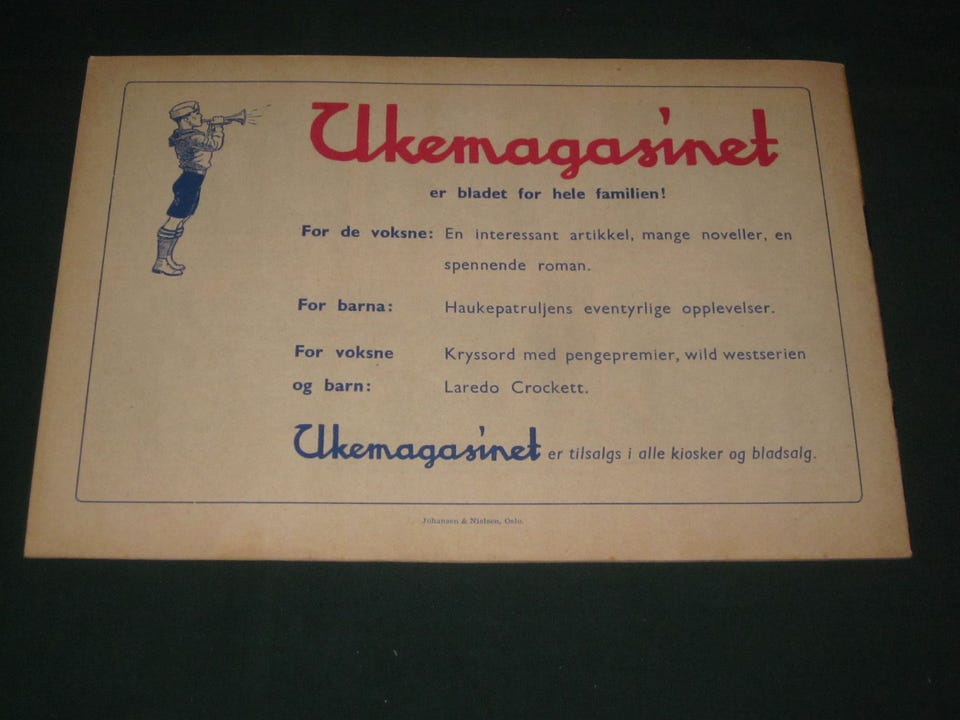 Ukemagasinet
er bladet for hele familien!
For de voksne: En interessant artikkel, mange noveller, en
spennende roman.
For barna: Haukepatruljens eventyrlige opplevelser.
For voksne Kryssord med pengepremier, wild westserien
og barn: Laredo Crockett.
Ukemagasinet er tilsalgs i alle kiosker og bladsalg.
Johansen & Nielsen, Oslo.